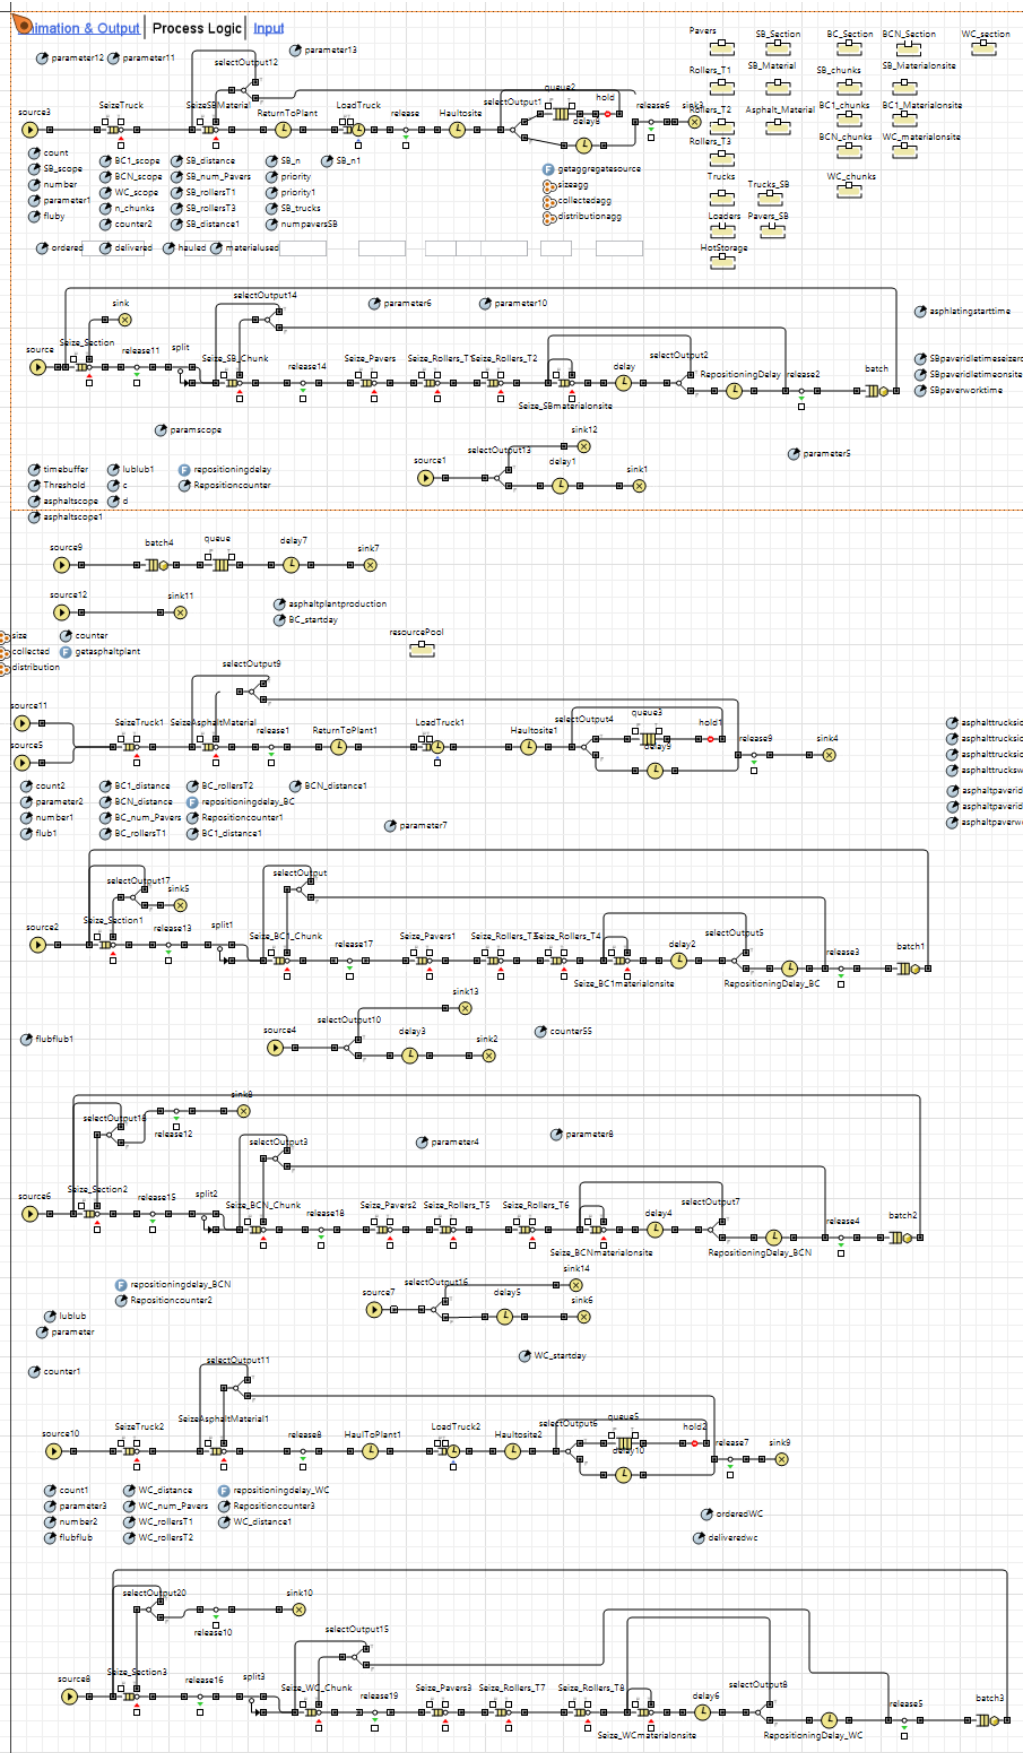 Animation & Output | Process Logic | Input
parameter12 parameter11 parameter13
selectOutput12
Pavers SB_Section BC_Section BCN_Section WC_section
Rollers_T1 SB_Material SB_chunks SB_Materialonsite
Rollers_T2 Asphalt_Material BC1_chunks BC1_Materialonsite
Rollers_T3 BCN_chunks WC_materialonsite
Trucks Trucks_SB WC_chunks
Loaders Pavers_SB
HotStorage
source3 SeizeTruck SeizeSBMaterial ReturnToPlant LoadTruck release Haultosite selectOutput1 queue2 hold delay8 release6 sink3
count BC1_scope SB_distance SB_n SB_n1
SB_scope BCN_scope SB_num_Pavers priority
number WC_scope SB_rollersT1 priority1
parameter1 n_chunks SB_rollersT3 SB_trucks
fluby counter2 SB_distance1 numpaversSB
getaggregatesource
sizeagg
collectedagg
distributionagg
ordered delivered hauled materialused
sink selectOutput14 parameter6 parameter10 asphlatingstarttime
source Seize_Section release11 split Seize_SB_Chunk release14 Seize_Pavers Seize_Rollers_T1 Seize_Rollers_T2 Seize_SBmaterialonsite delay selectOutput2 RepositioningDelay release2 batch
SBpaveridletimeonsite
SBpaverworktime
paramscope
sink12
source1 selectOutput13 delay1 sink1 parameter5
timebuffer lublub1 repositioningdelay
Threshold c Repositioncounter
asphaltscope d
asphaltscope1
source9 batch4 queue delay7 sink7
source12 sink11
asphaltplantproduction
BC_startday
size counter
collected getasphaltplant
distribution
resourcePool
selectOutput9
source11
source5 SeizeTruck1 SeizeAsphaltMaterial release1 ReturnToPlant1 LoadTruck1 Haultosite1 selectOutput4 queue3 hold1 delay9 release9 sink4
count2 BC1_distance BC_rollersT2 BCN_distance1
parameter2 BCN_distance repositioningdelay_BC
number1 BC_num_Pavers Repositioncounter1
flub1 BC_rollersT1 BC1_distance1
parameter7
selectOutput17 sink5 selectOutput
source2 Seize_Section1 release13 split1 Seize_BC1_Chunk release17 Seize_Pavers1 Seize_Rollers_T3 Seize_Rollers_T4 Seize_BC1materialonsite delay2 selectOutput5 RepositioningDelay_BC release3 batch1
sink13
source4 selectOutput10 delay3 sink2 counter55
flubflub1
sink8
selectOutput18 release12 selectOutput3 parameter4 parameter8
source6 Seize_Section2 release15 split2 Seize_BCN_Chunk release18 Seize_Pavers2 Seize_Rollers_T5 Seize_Rollers_T6 Seize_BCNmaterialonsite delay4 selectOutput7 RepositioningDelay_BCN release4 batch2
repositioningdelay_BCN
Repositioncounter2
sink14
source7 selectOutput16 delay5 sink6
lublub
parameter
WC_startday
counter1
selectOutput11
source10 SeizeTruck2 SeizeAsphaltMaterial1 release8 HaulToPlant1 LoadTruck2 Haultosite2 selectOutput6 queue5 hold2 delay10 release7 sink9
count1 WC_distance repositioningdelay_WC
parameter3 WC_num_Pavers Repositioncounter3
number2 WC_rollersT1 WC_distance1
flubflub WC_rollersT2
orderedWC
deliveredwc
selectOutput20 sink10
release10 selectOutput15
source8 Seize_Section3 release16 split3 Seize_WC_Chunk release19 Seize_Pavers3 Seize_Rollers_T7 Seize_Rollers_T8 Seize_WCmaterialonsite delay6 selectOutput8 RepositioningDelay_WC release5 batch3